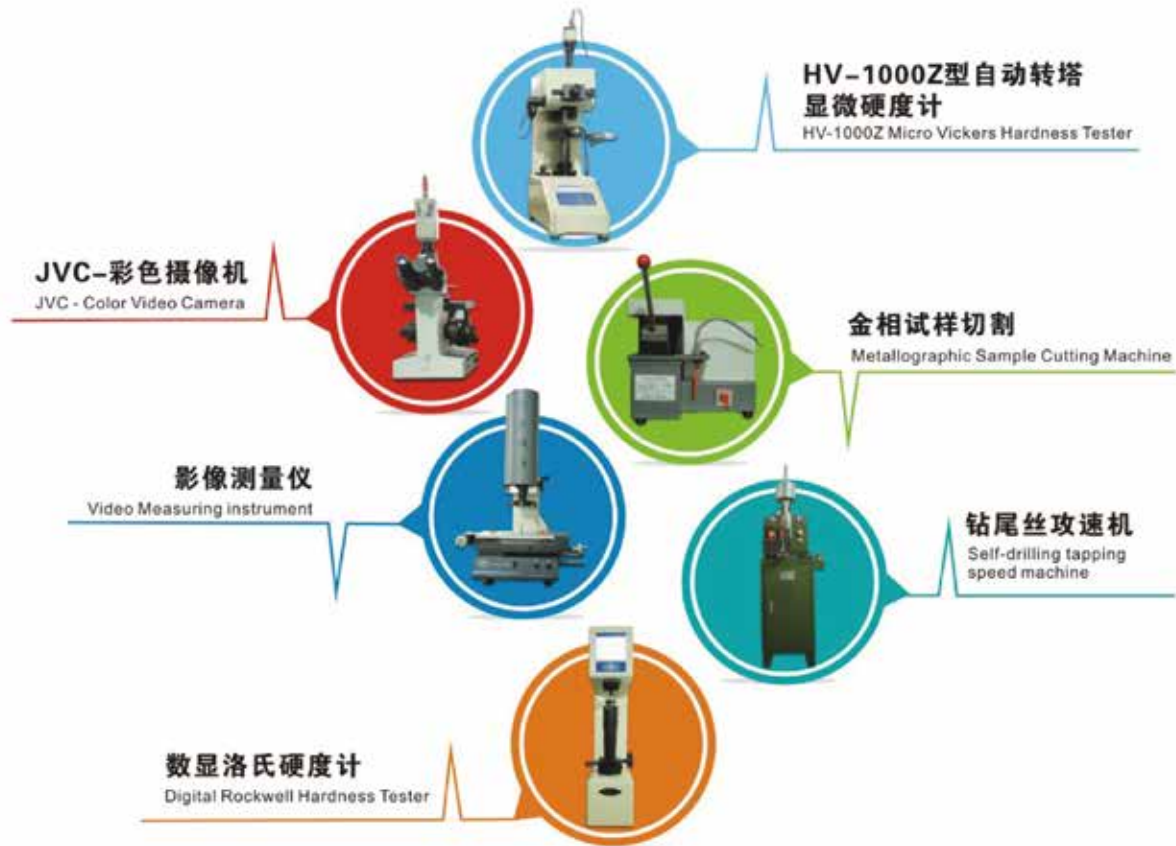 HV-1000Z型自动转塔
显微硬度计
HV-1000Z Micro Vickers Hardness Tester
JVC-彩色摄像机
JVC - Color Video Camera
金相试样切割
Metallographic Sample Cutting Machine
影像测量仪
Video Measuring instrument
钻尾丝攻速机
Self-drilling tapping
speed machine
数显洛氏硬度计
Digital Rockwell Hardness Tester